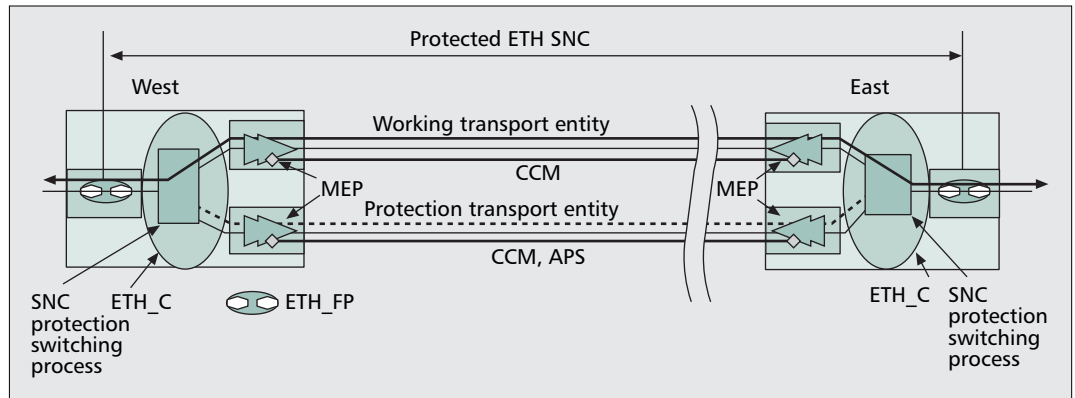 Protected ETH SNC
West
East
Working transport entity
CCM
MEP
MEP
Protection transport entity
CCM, APS
SNC
protection
switching
process
ETH_C
ETH_FP
ETH_C
SNC
protection
switching
process